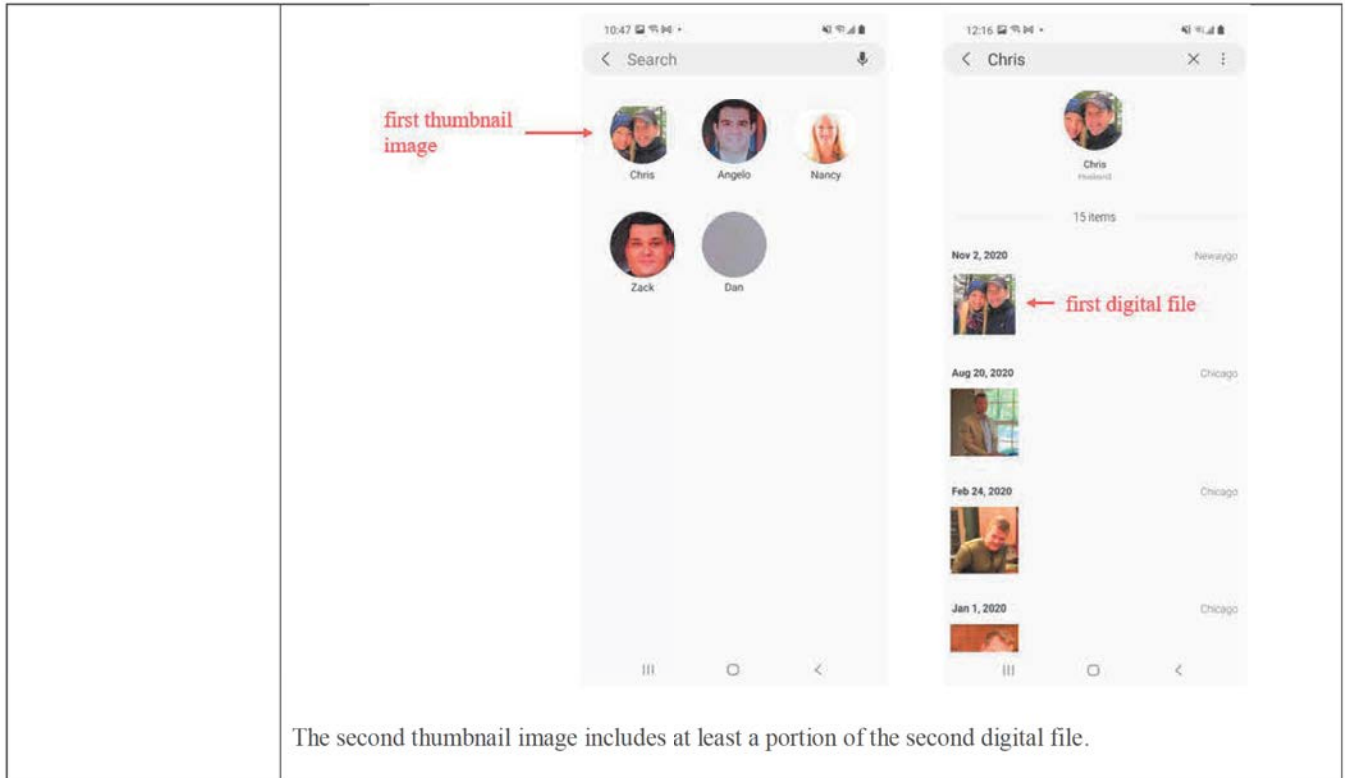 10:47
Search
first thumbnail
image
Chris
Angelo
Nancy
Zack
Dan
12:16
Chris
Chris
15 items
Nov 2, 2020
Newaygo
first digital file
Aug 20, 2020
Chicago
Feb 24, 2020
Chicago
Jan 1, 2020
Chicago
The second thumbnail image includes at least a portion of the second digital file.